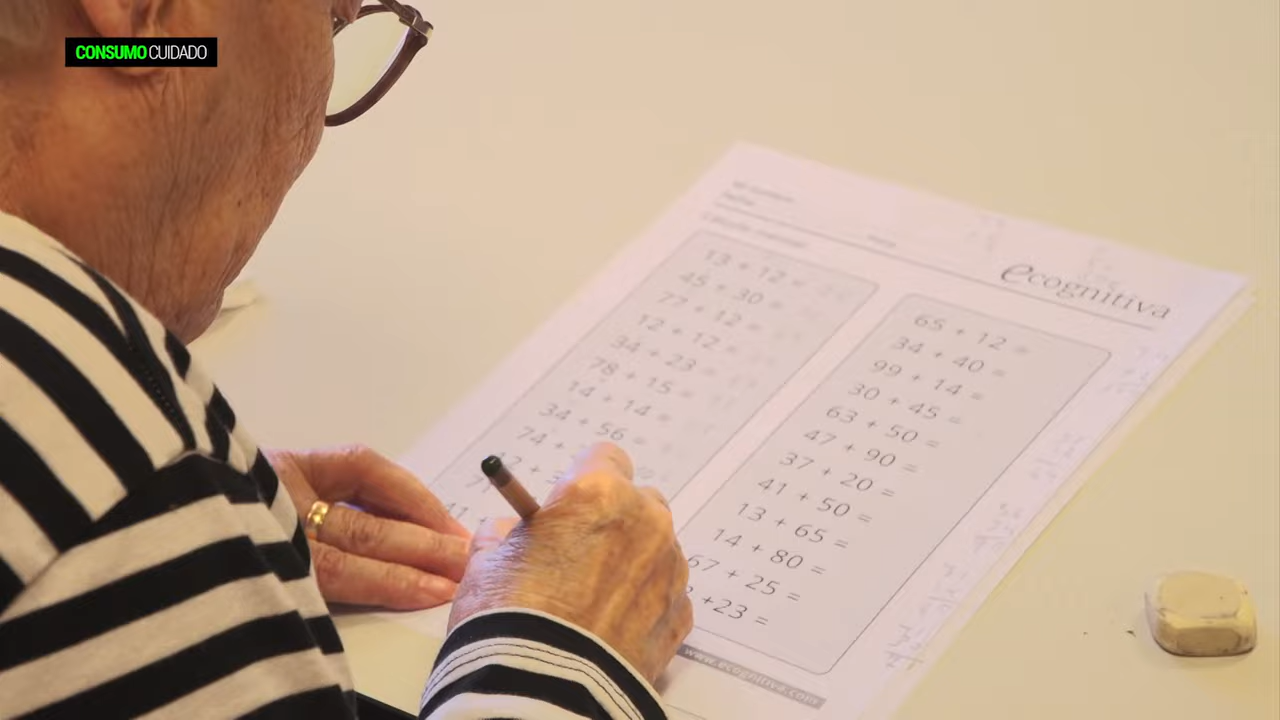 CONSUMO CUIDADO
ecognitiva
13 + 12 =
45 + 30 =
77 + 12 =
12 + 12 =
34 + 23 =
78 + 15 =
14 + 14 =
34 + 56 =
74 +
65 + 12 =
34 + 40 =
99 + 14 =
30 + 45 =
63 + 50 =
47 + 90 =
37 + 20 =
41 + 50 =
13 + 65 =
14 + 80 =
67 + 25 =
+23 =
www.ecognitiva.com